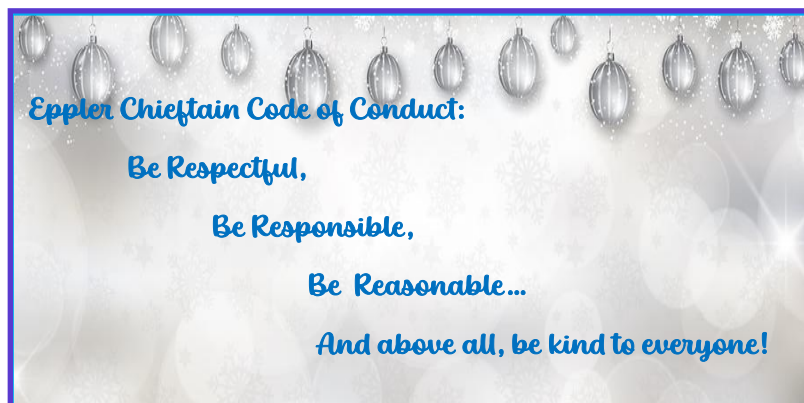 Eppler Chieftain Code of Conduct:
Be Respectful,
Be Responsible,
Be Reasonable...
And above all, be kind to everyone!